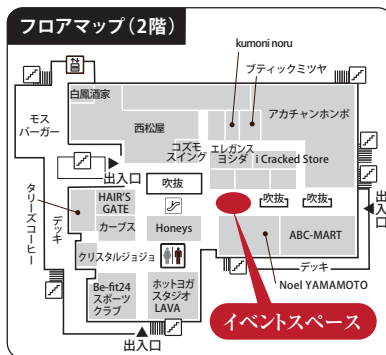 フロアマップ（2階）
kumoni noru
ブティックミツヤ
白鳳酒家
アカチャンホンポ
モス
バーガー
西松屋
コズモ
スイング
エレガンス
ヨシダ
i Cracked Store
出入口
吹抜
HAIR'S
GATE
吹抜
吹抜
出入口
タリーズコーヒー
デッキ
カーブス
Honeys
ABC-MART
クリスタルジョジョ
デッキ
Noel YAMAMOTO
Be-fit24
スポーツ
クラブ
ホットヨガ
スタジオ
LAVA
イベントスペース
出入口